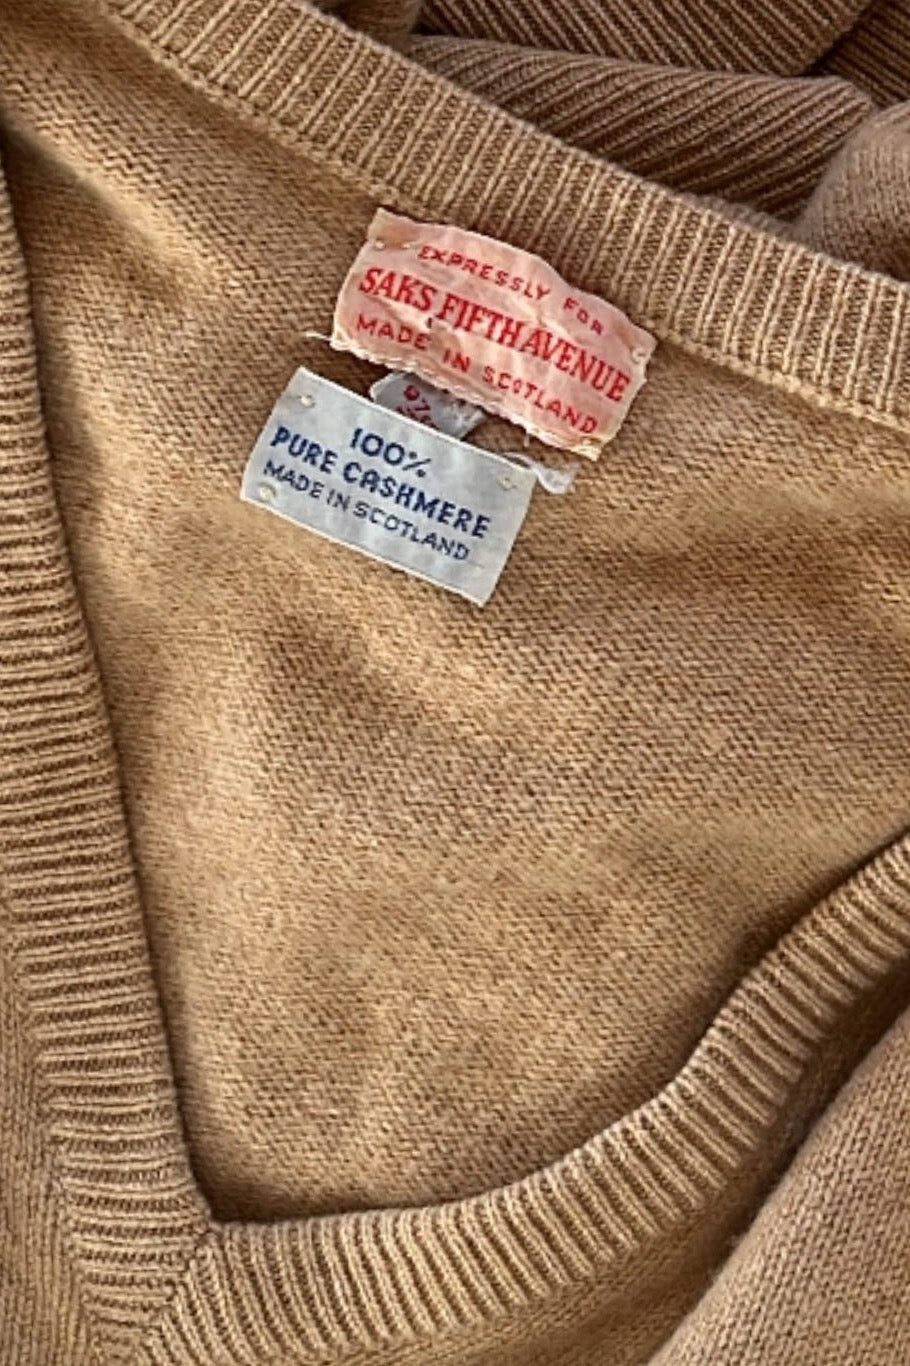 EXPRESSLY FOR
SAKS FIFTH AVENUE
MADE IN SCOTLAND
100%
PURE CASHMERE
MADE IN SCOTLAND